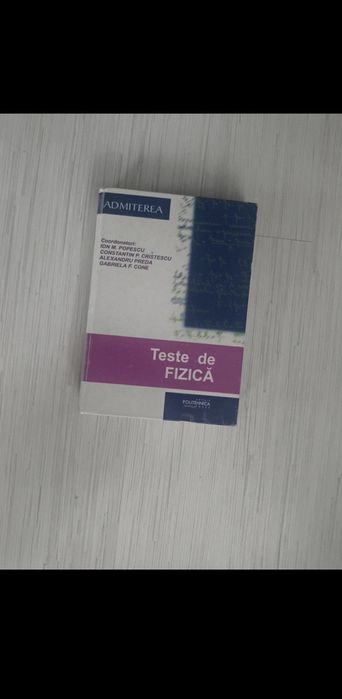 ADMITEREA
Coordonatori:
ION M. POPESCU
CONSTANTIN P. CRISTESCU
ALEXANDRU PREDA
GABRIELA F. CONE
Teste de
FIZICĂ
POLITEHNICA